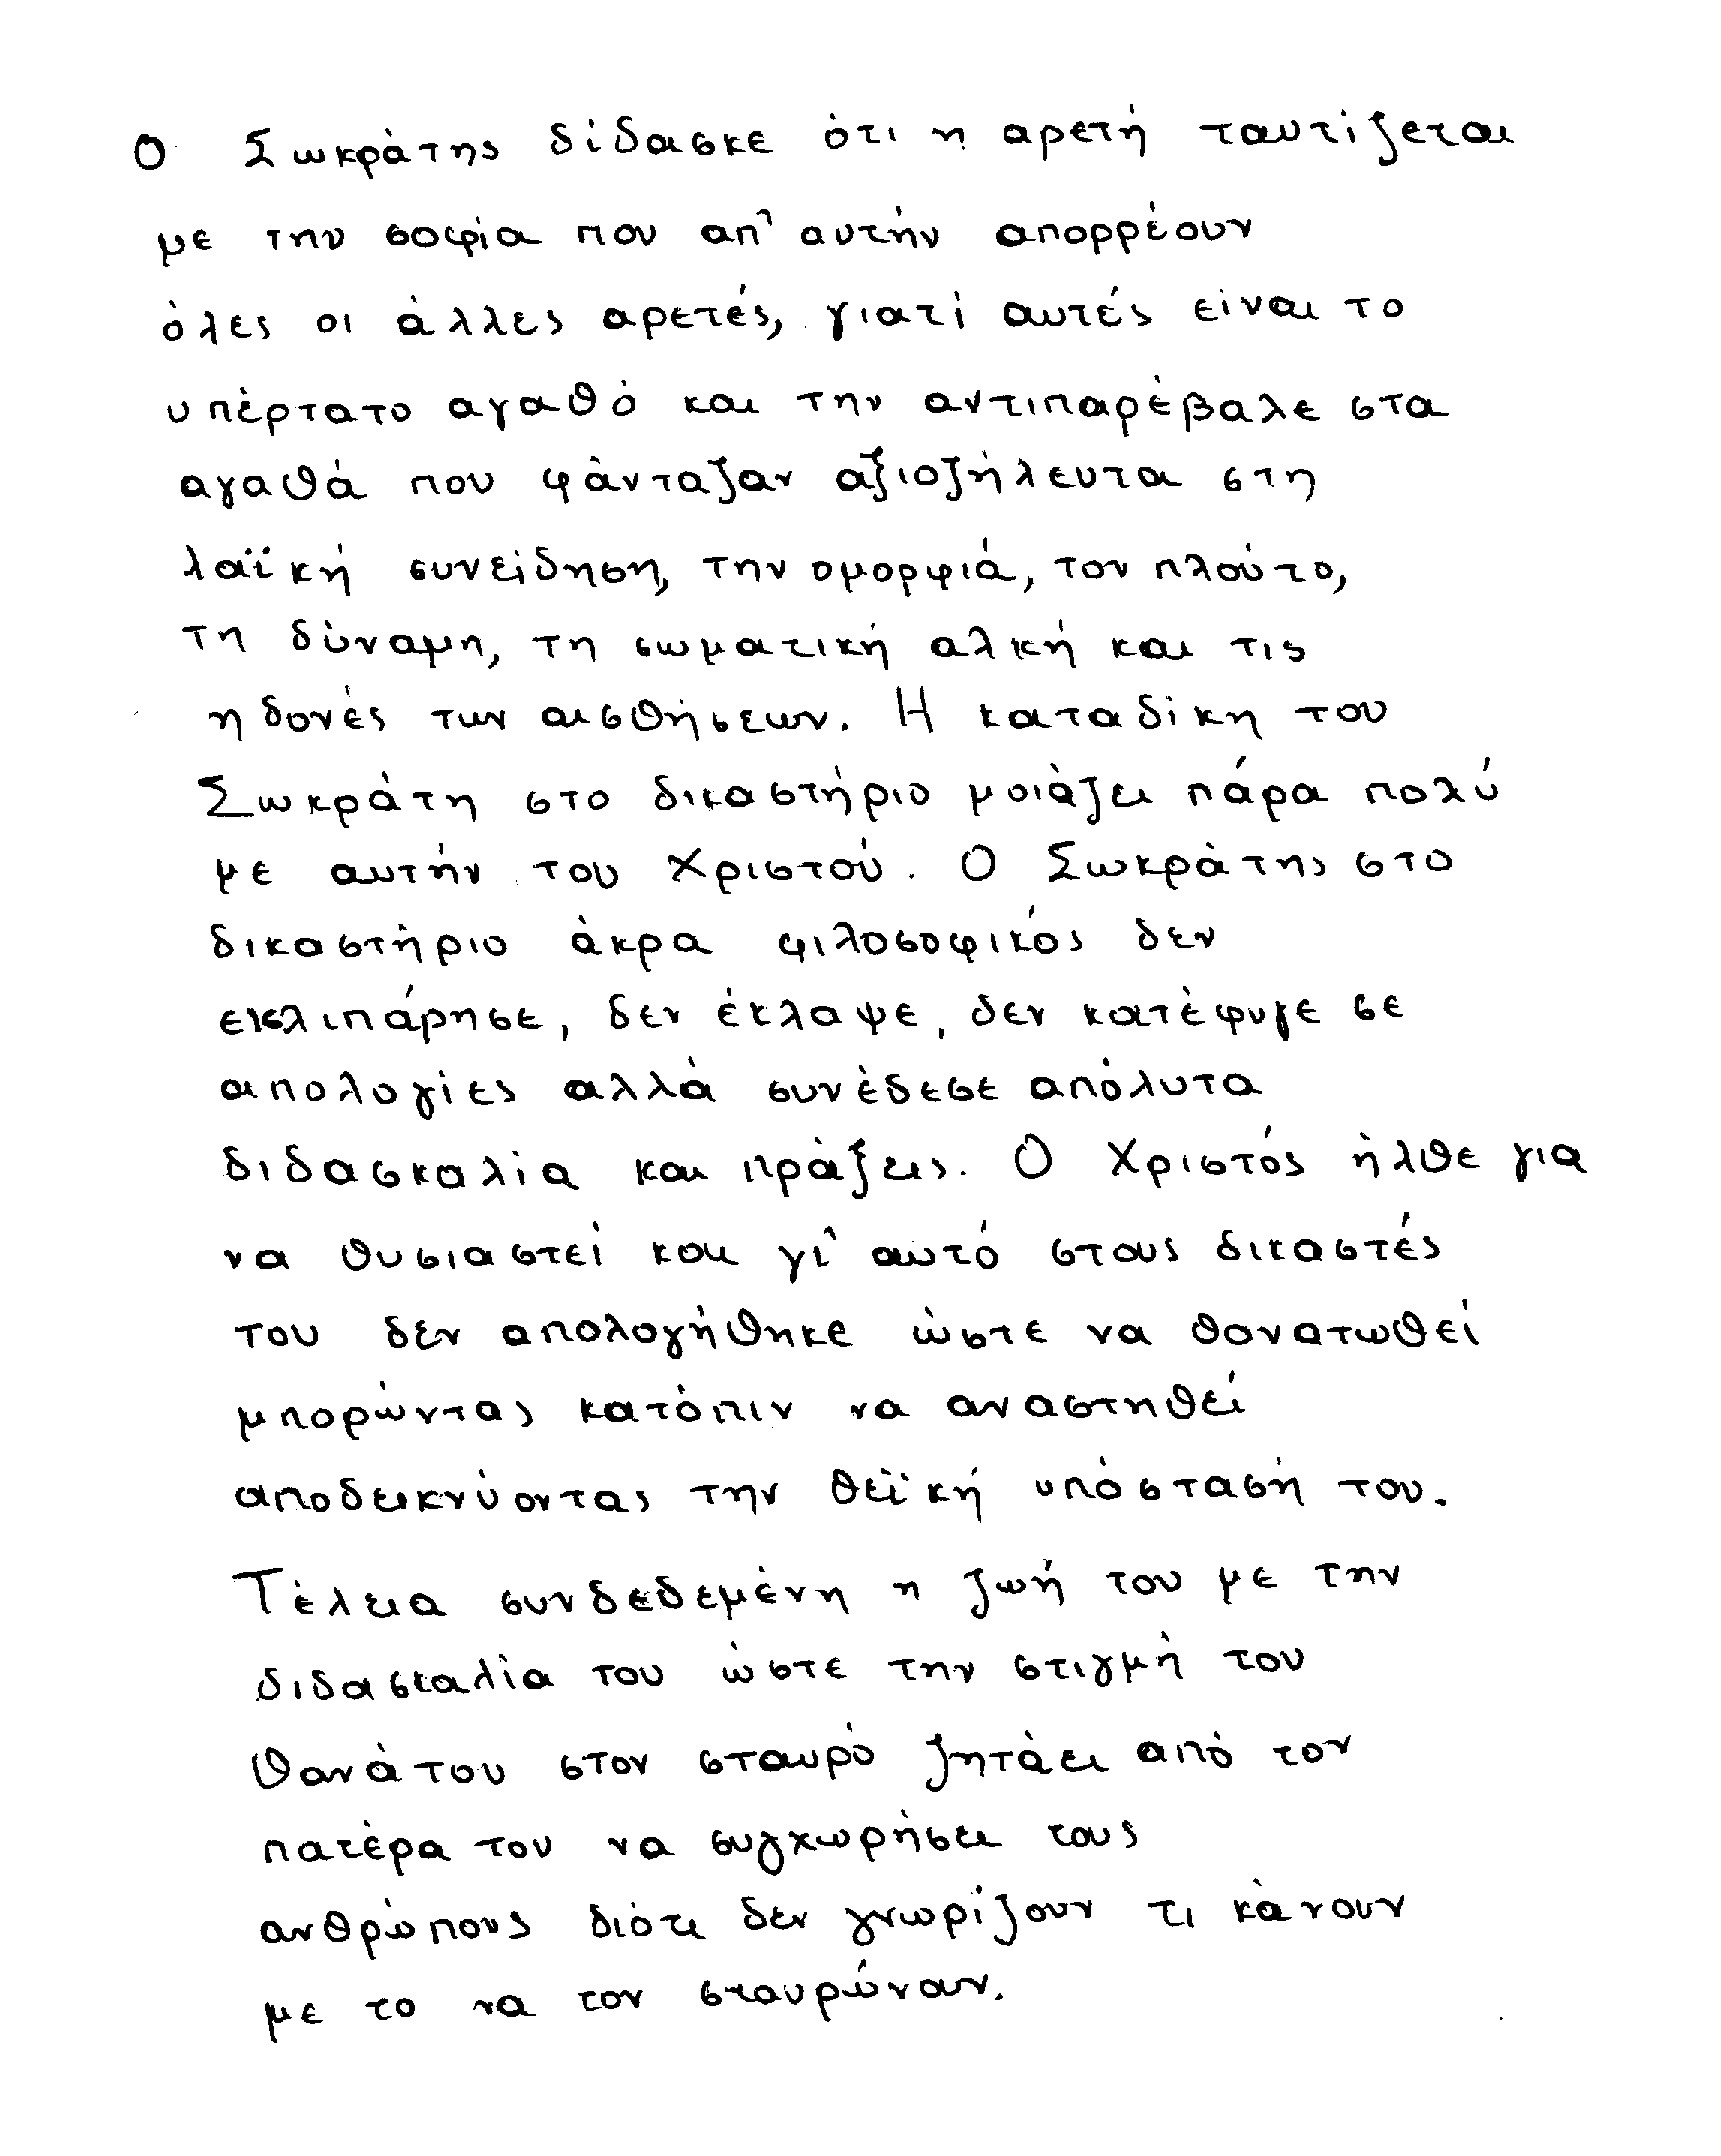 Ο Σωκράτης δίδασκε ότι η αρετή ταυτίζεται
με την σοφία που απ' αυτήν απορρέουν
όλες οι άλλες αρετές, γιατί αυτές είναι το
υπέρτατο αγαθό και την αντιπαρέβαλε στα
αγαθά που φάνταζαν αξιοζήλευτα στη
λαϊκή συνείδηση, την ομορφιά, τον πλούτο,
τη δύναμη, τη σωματική αλκή και τις
ηδονές των αισθήσεων. Η καταδίκη του
Σωκράτη στο δικαστήριο μοιάζει πάρα πολύ
με αυτήν του Χριστού. Ο Σωκράτης στο
δικαστήριο άκρα φιλοσοφικός δεν
εκλιπάρησε, δεν έκλαψε, δεν κατέφυγε σε
απολογίες αλλά συνέδεσε απόλυτα
διδασκαλία και πράξεις. Ο Χριστός ήλθε για
να θυσιαστεί και γι' αυτό στους δικαστές
του δεν απολογήθηκε ώστε να θανατωθεί
μπορώντας κατόπιν να αναστηθεί
αποδεικνύοντας την θεϊκή υπόστασή του.
Τέλεια συνδεδεμένη η ζωή του με την
διδασκαλία του ώστε την στιγμή του
θανάτου στον σταυρό ζητάει από τον
πατέρα του να συγχωρήσει τους
ανθρώπους διότι δεν γνωρίζουν τι κάνουν
με το να τον σταυρώναν.